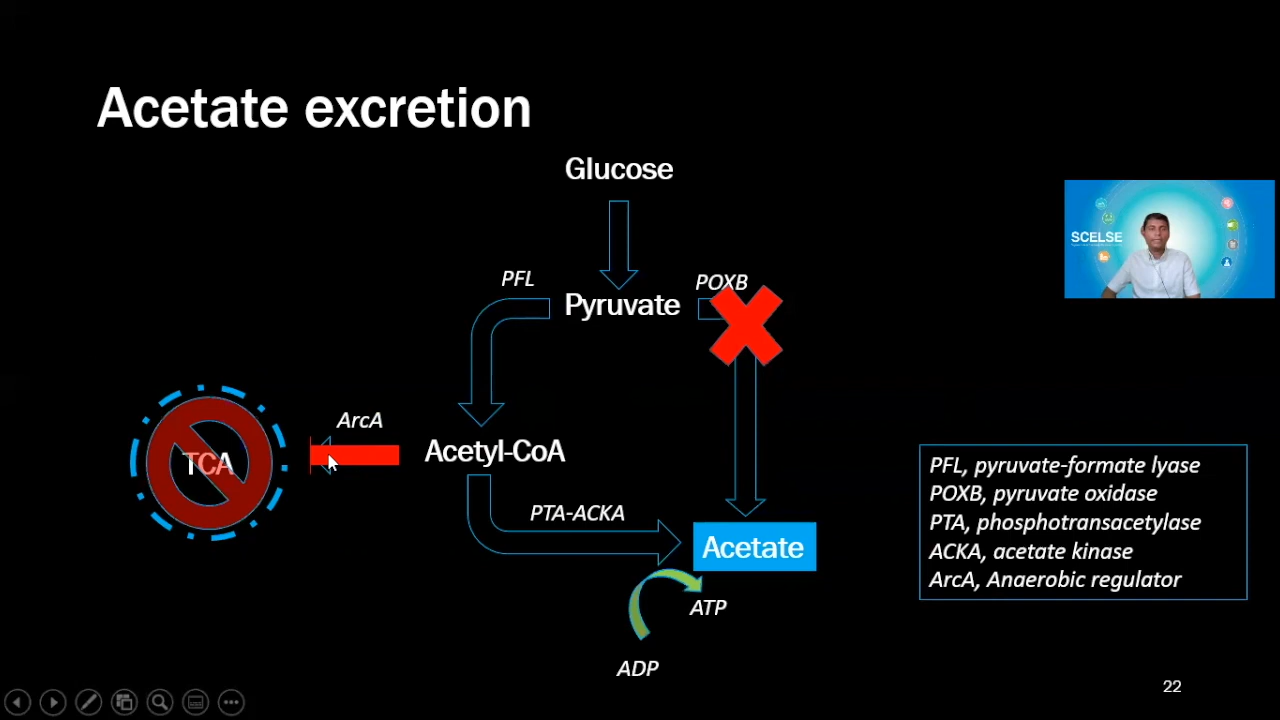 Acetate excretion
Glucose
PFL
POXB
Pyruvate
SCELSE
ArcA
TCA
Acetyl-CoA
PTA-ACKA
Acetate
ATP
ADP
PFL, pyruvate-formate lyase
POXB, pyruvate oxidase
PTA, phosphotransacetylase
ACKA, acetate kinase
ArcA, Anaerobic regulator
22